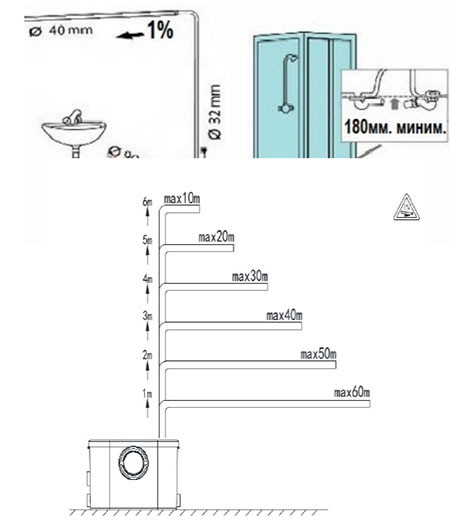 Ø 40 mm
1%
Ø 32 mm
180мм. миним.
6m
max10m
5m
max20m
4m
max30m
3m
max40m
2m
max50m
1m
max60m